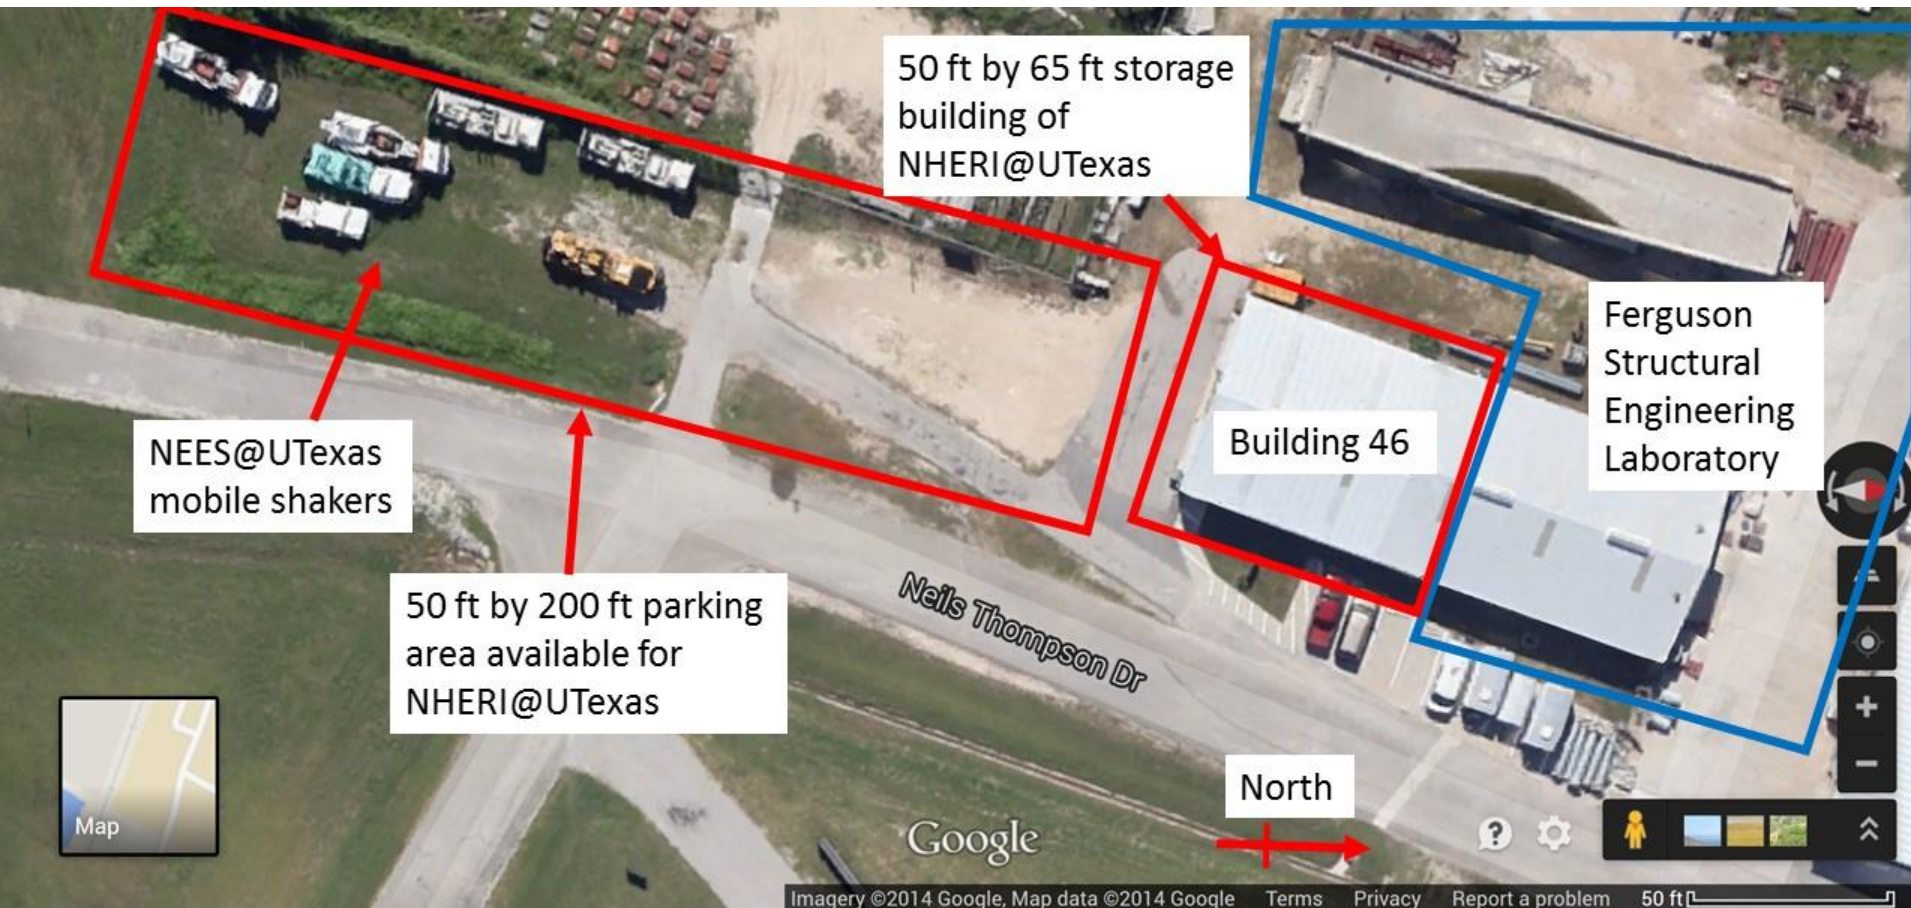 50 ft by 65 ft storage
building of
NHERI@UTexas
Ferguson
Structural
Engineering
Laboratory
Building 46
NEES@UTexas
mobile shakers
50 ft by 200 ft parking
area available for
NHERI@UTexas
Neils Thompson Dr
North
Map
Google
?
+
−
Imagery ©2014 Google, Map data ©2014 Google Terms Privacy Report a problem 50 ft